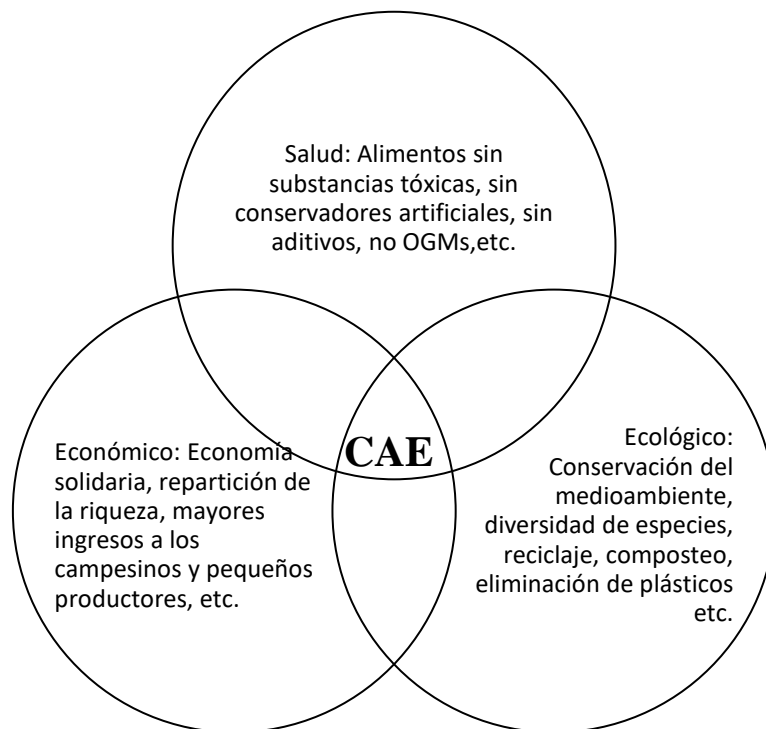 Salud: Alimentos sin
substancias tóxicas, sin
conservadores artificiales, sin
aditivos, no OGMs,etc.
CAE
Económico: Economía
solidaria, repartición de
la riqueza, mayores
ingresos a los
campesinos y pequeños
productores, etc.
Ecológico:
Conservación del
medioambiente,
diversidad de especies,
reciclaje, composteo,
eliminación de plásticos
etc.